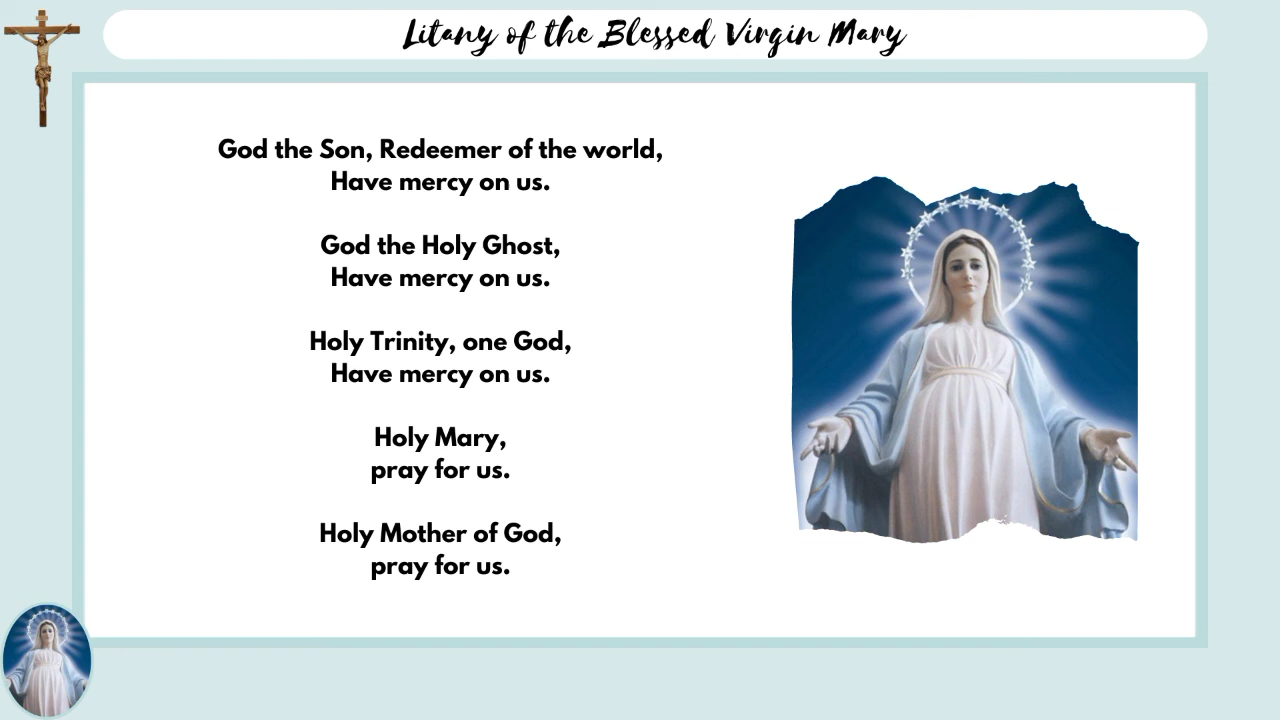 Litany of the Blessed Virgin Mary
God the Son, Redeemer of the world,
Have mercy on us.
God the Holy Ghost,
Have mercy on us.
Holy Trinity, one God,
Have mercy on us.
Holy Mary,
pray for us.
Holy Mother of God,
pray for us.